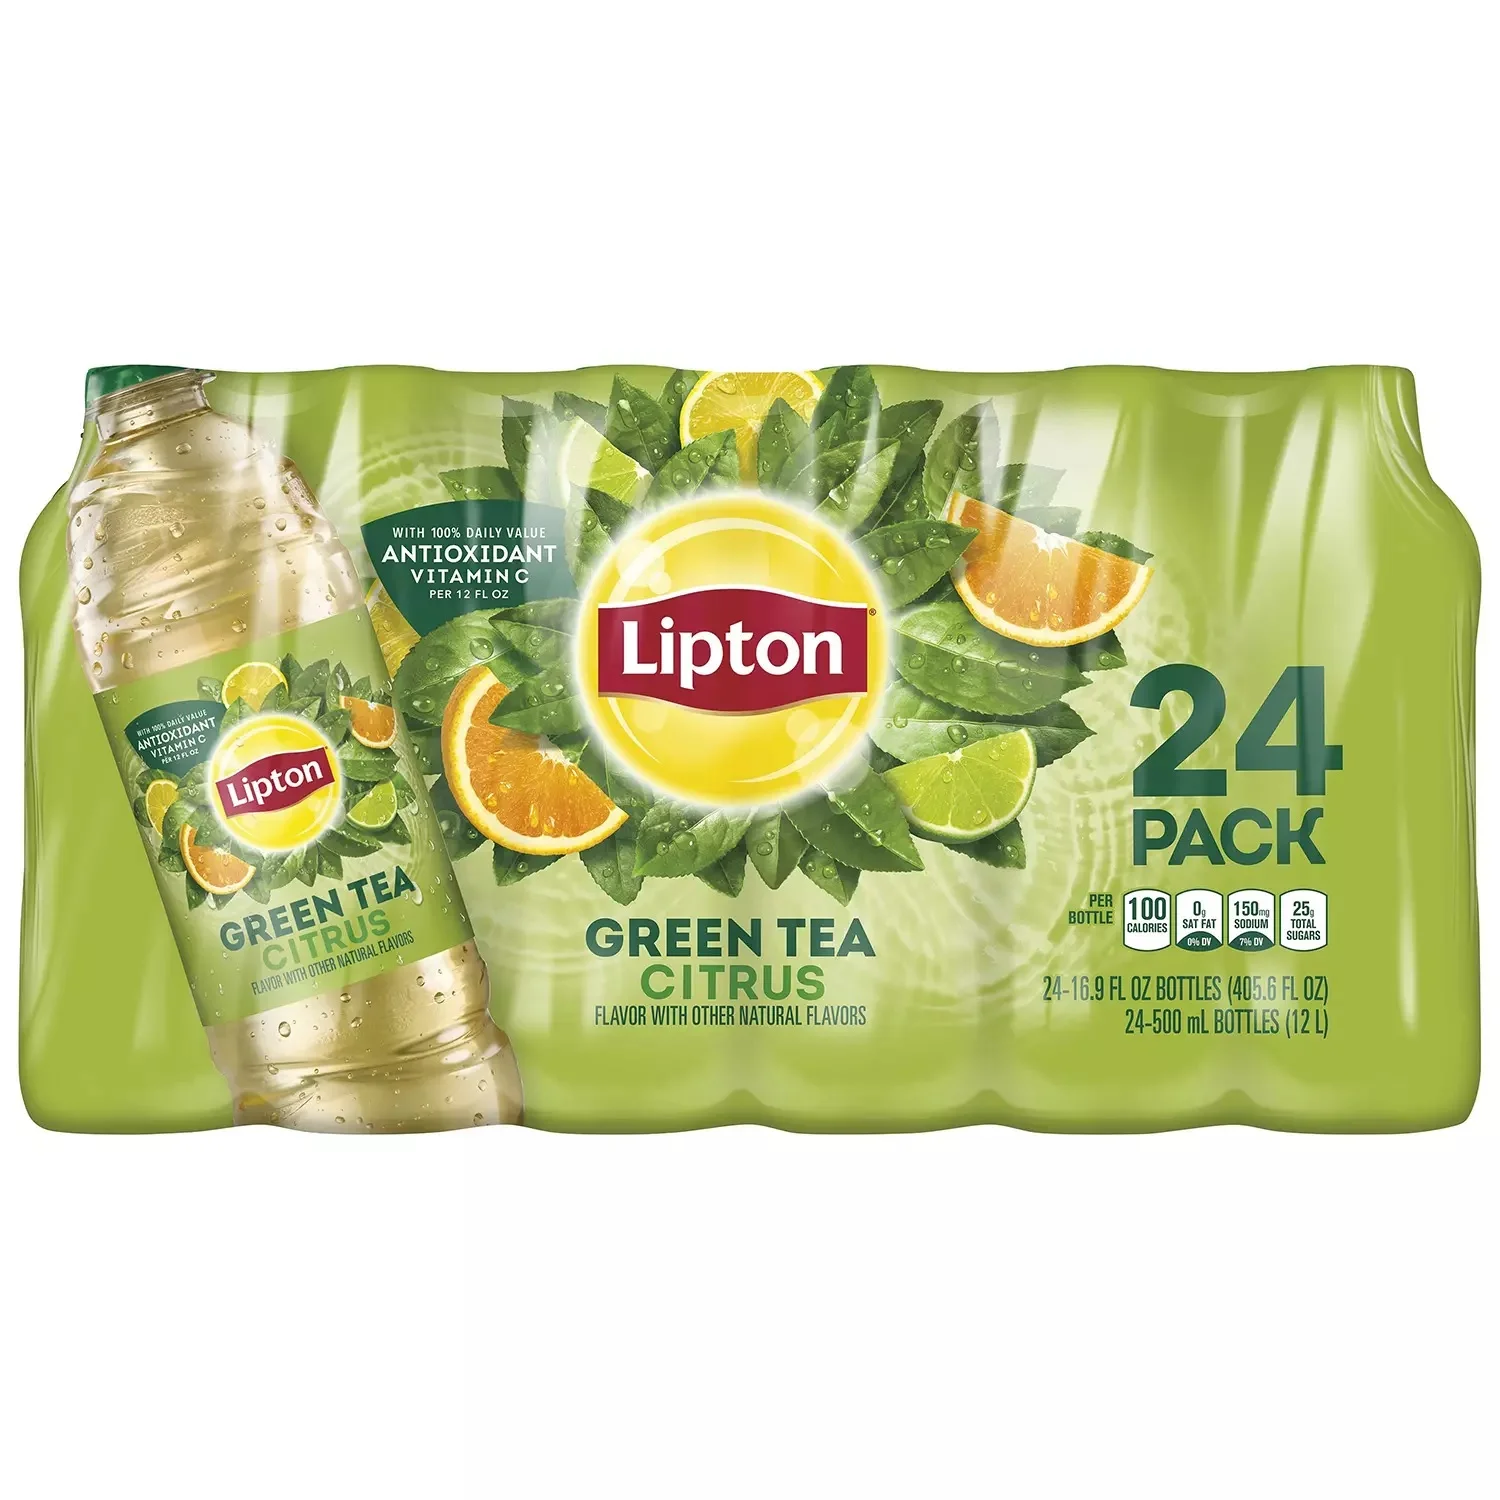 WITH 100% DAILY VALUE
ANTIOXIDANT
VITAMIN C
PER 12 FL OZ
Lipton®
GREEN TEA
CITRUS
FLAVOR WITH OTHER NATURAL FLAVORS
WITH 100% DAILY VALUE
ANTIOXIDANT
VITAMIN C
PER 12 FL OZ
Lipton
GREEN TEA
CITRUS
FLAVOR WITH OTHER NATURAL FLAVORS
24
PACK
PER
BOTTLE
100
CALORIES
0g
SAT FAT
0% DV
150mg
SODIUM
7% DV
25g
TOTAL
SUGARS
24-16.9 FL OZ BOTTLES (405.6 FL OZ)
24-500 mL BOTTLES (12 L)